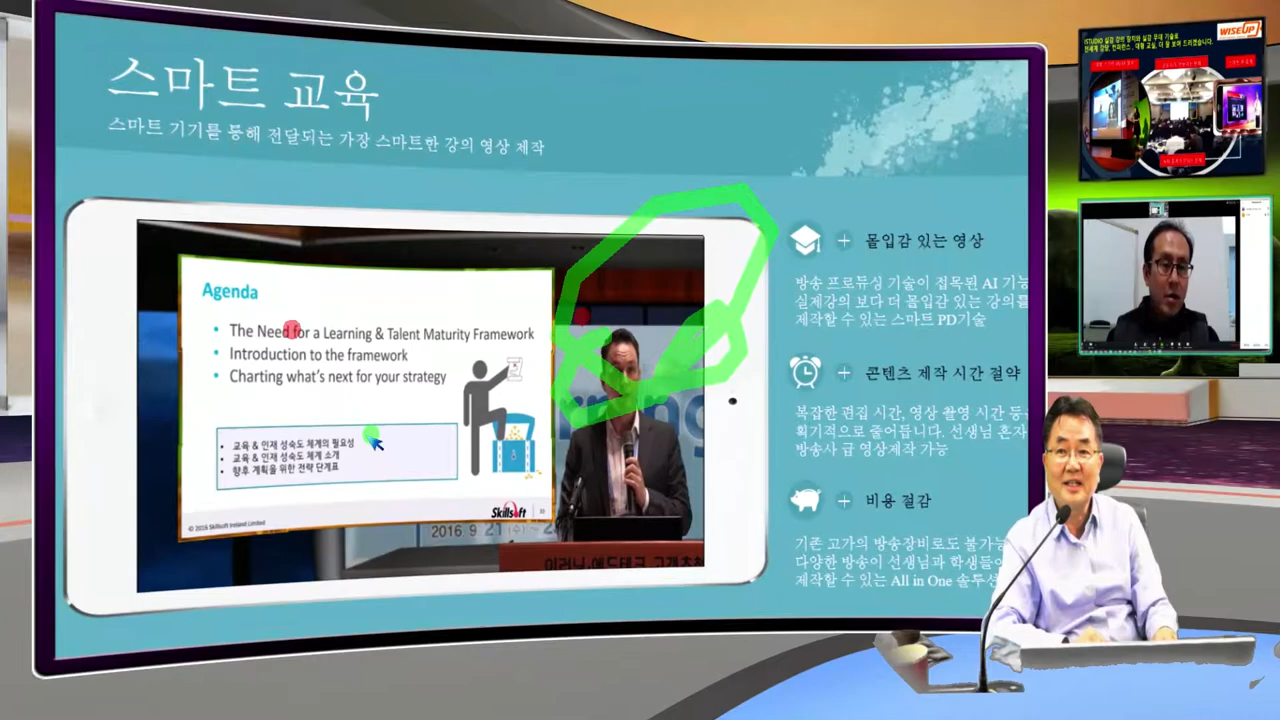 스마트 교육
스마트 기기를 통해 전달되는 가장 스마트한 강의 영상 제작
Agenda
• The Need for a Learning & Talent Maturity Framework
• Introduction to the framework
• Charting what's next for your strategy
• 교육 & 인재 성숙도 체계의 필요성
• 교육 & 인재 성숙도 체계 소개
• 향후 계획을 위한 전략 단계표
Skillsoft
© 2016 Skillsoft Ireland Limited
2016. 9. 21 (수)
몰입감 있는 영상
방송 프로듀싱 기술이 접목된 AI 기능
실제강의 보다 더 몰입감 있는 강의를
제작할 수 있는 스마트 PD기술
콘텐츠 제작 시간 절약
복잡한 편집 시간, 영상 촬영 시간 등
획기적으로 줄어듭니다. 선생님 혼자
방송사 급 영상제작 가능
비용 절감
기존 고가의 방송장비로도 불가능
다양한 방송이 선생님과 학생들이
제작할 수 있는 All in One 솔루션
WISEUP